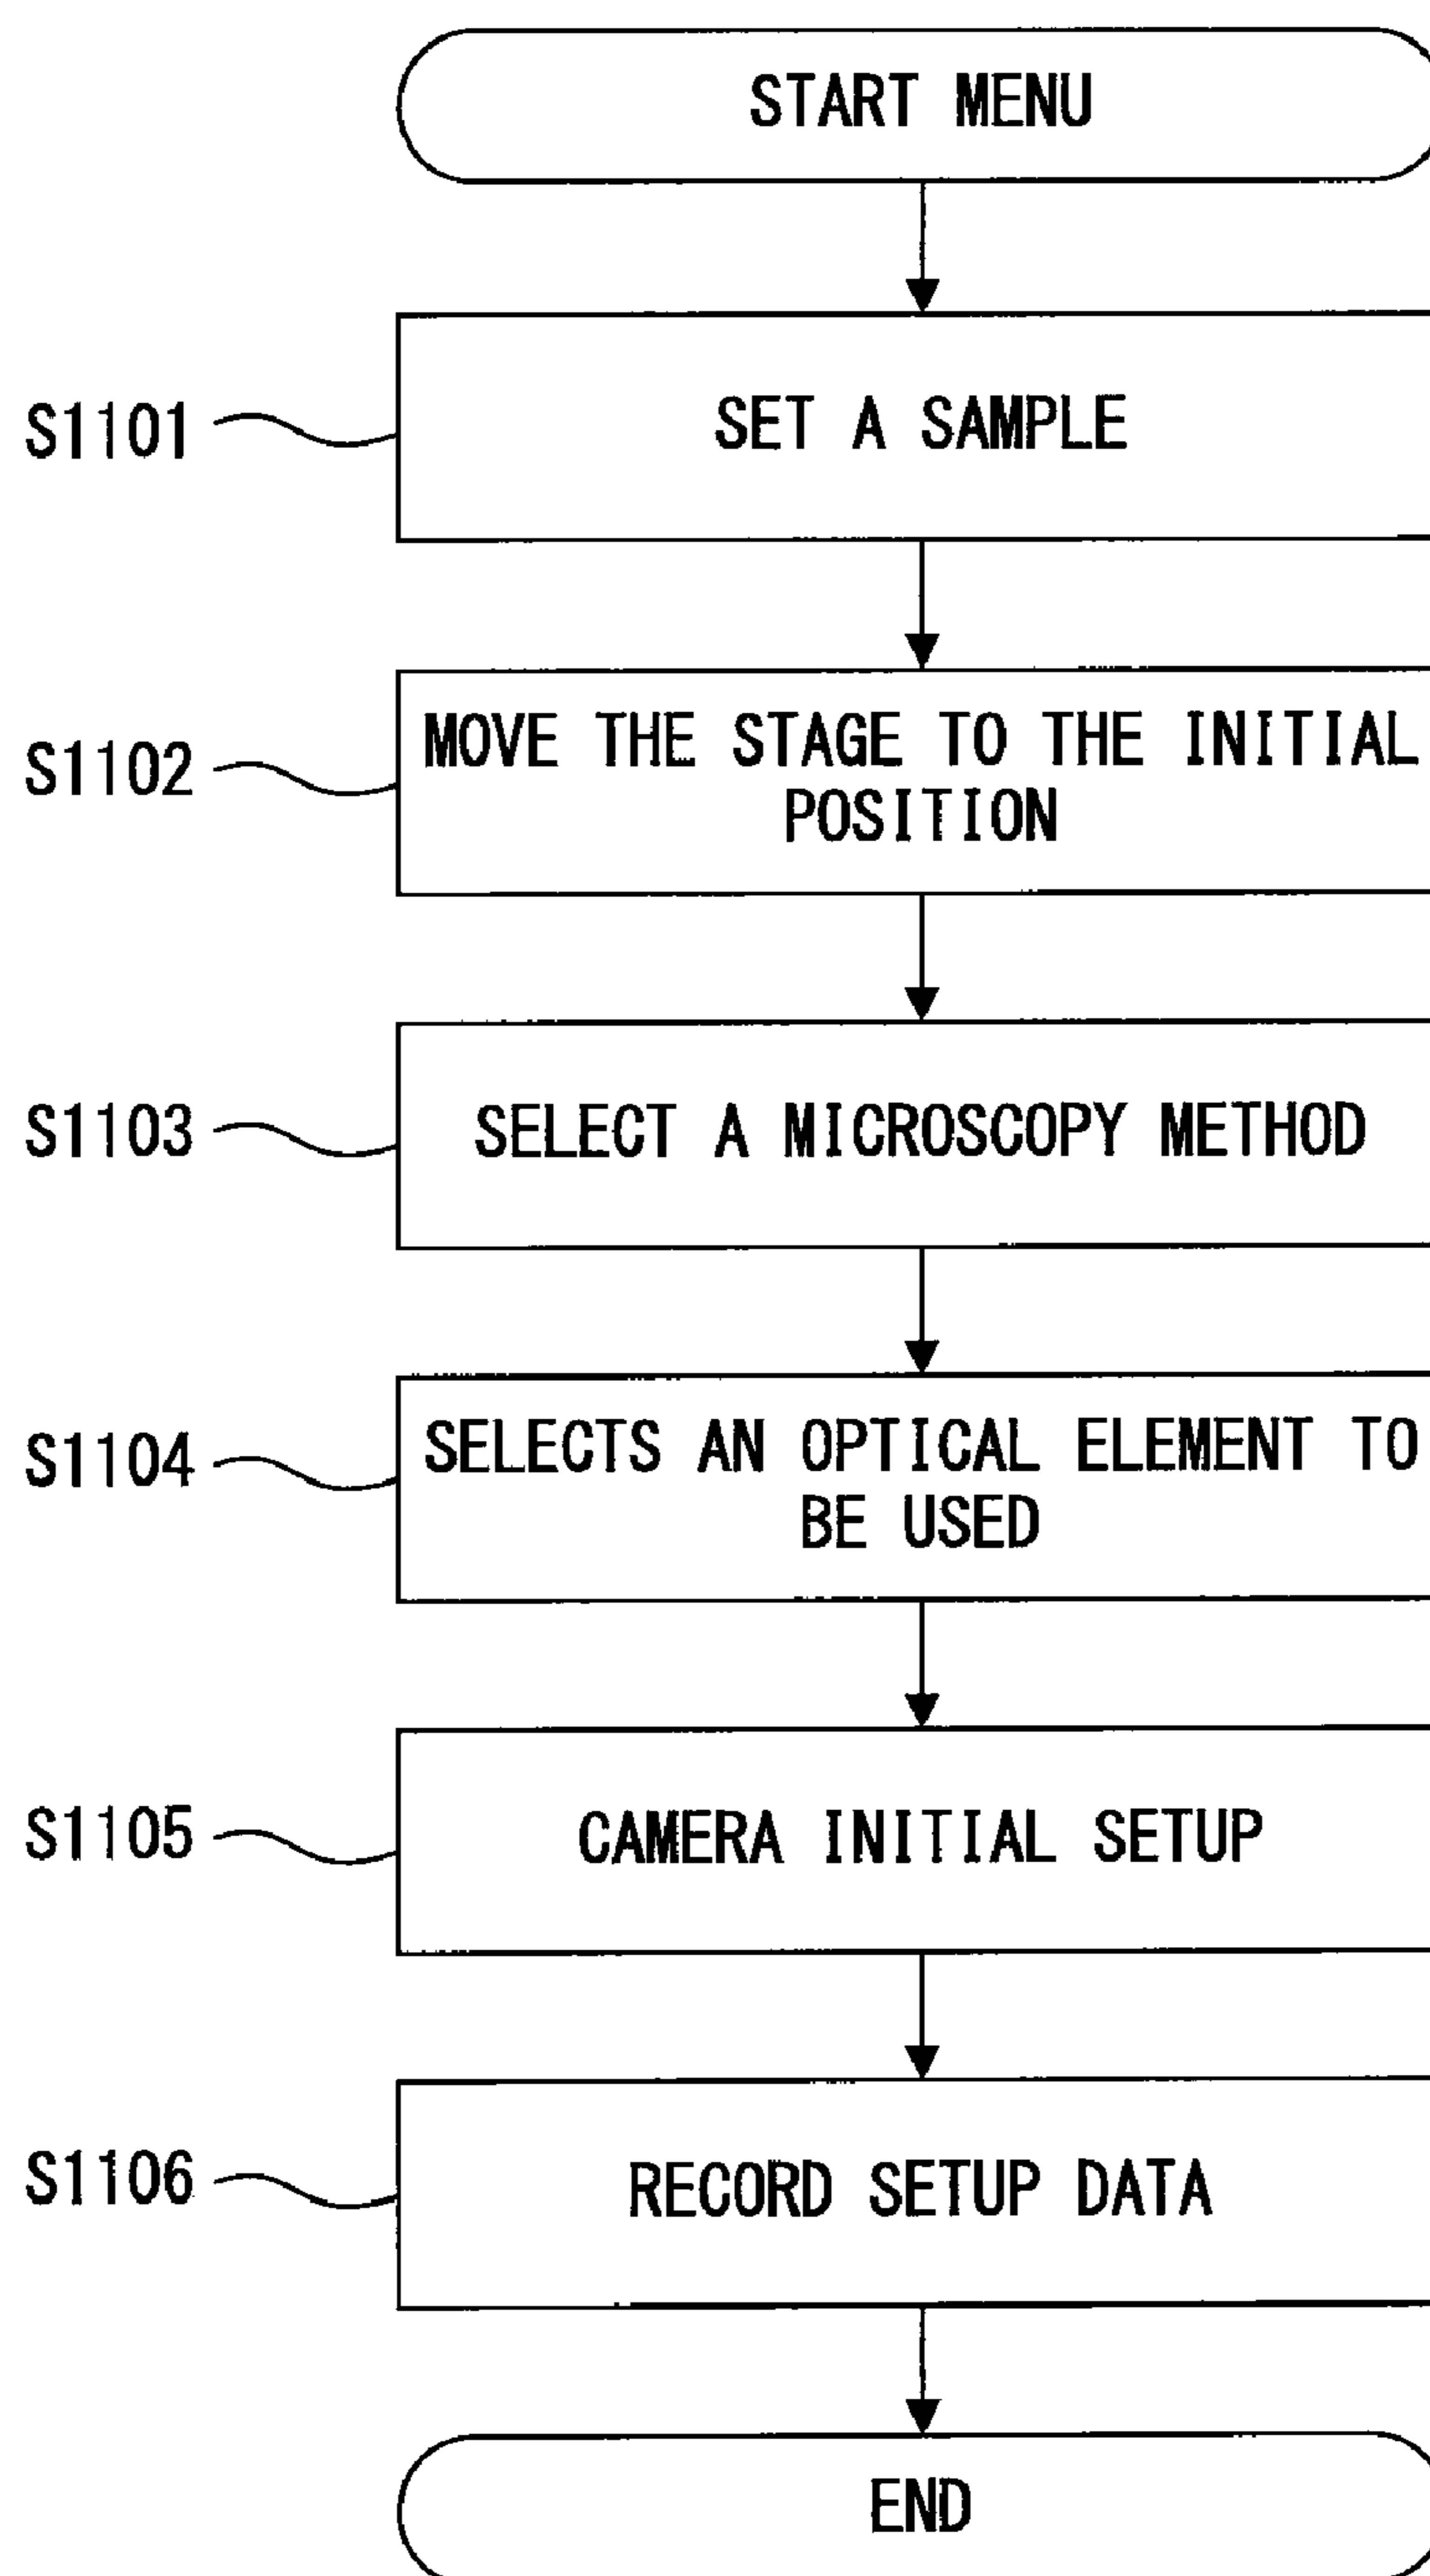 START MENU
S1101
SET A SAMPLE
S1102
MOVE THE STAGE TO THE INITIAL
POSITION
S1103
SELECT A MICROSCOPY METHOD
S1104
SELECTS AN OPTICAL ELEMENT TO
BE USED
S1105
CAMERA INITIAL SETUP
S1106
RECORD SETUP DATA
END